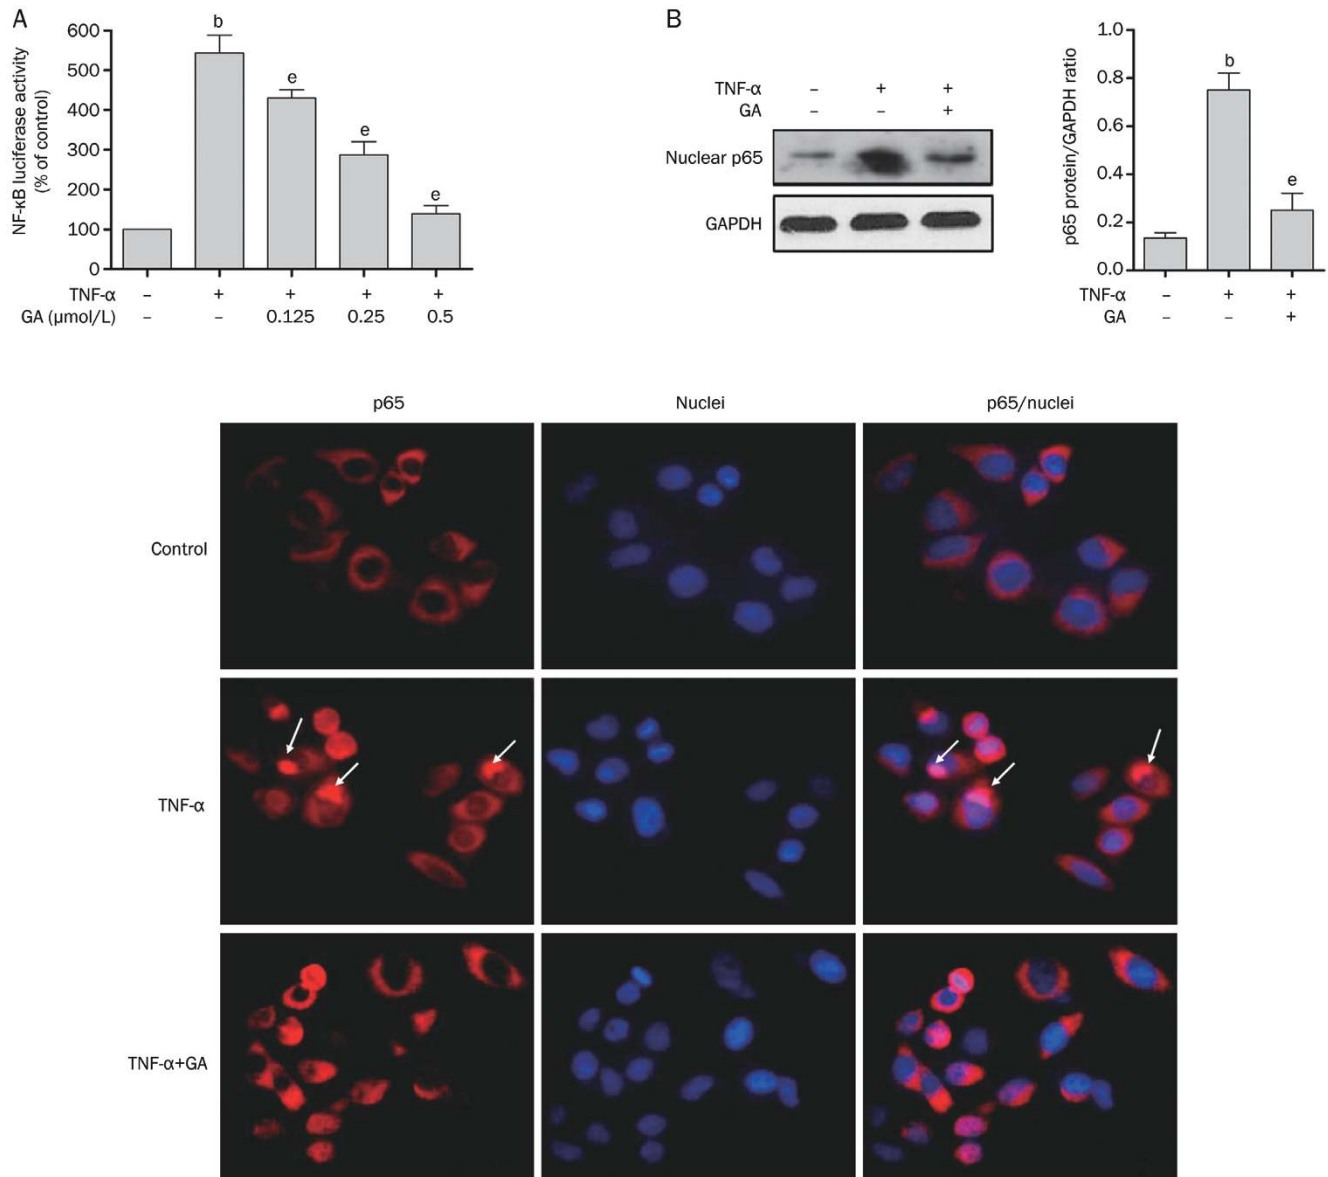 A
NF-κB luciferase activity
(% of control)
600
500
400
300
200
100
0
b
e
e
e
TNF-α – + + + +
GA (μmol/L) – – 0.125 0.25 0.5
B
TNF-α – + +
GA – – +
Nuclear p65
GAPDH
p65 protein/GAPDH ratio
1.0
0.8
0.6
0.4
0.2
0.0
b
e
TNF-α – + +
GA – – +
p65 Nuclei p65/nuclei
Control
TNF-α
TNF-α+GA